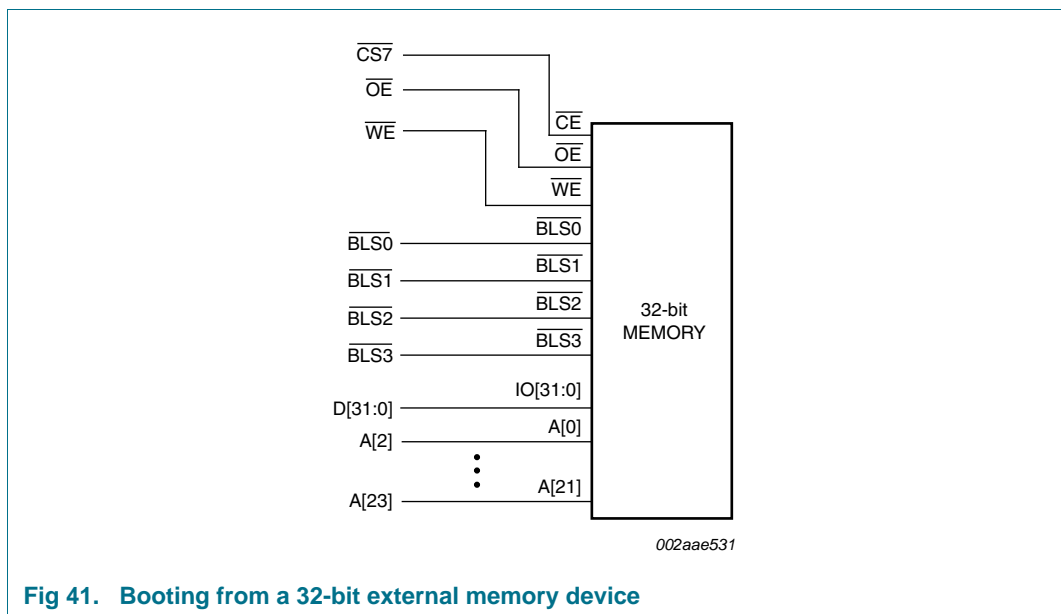 CS7
OE
WE
CE
OE
WE
BLS0
BLS0
BLS1
BLS1
BLS2
BLS2
BLS3
BLS3
32-bit
MEMORY
IO[31:0]
D[31:0]
A[0]
A[2]
A[21]
A[23]
002aae531
Fig 41. Booting from a 32-bit external memory device